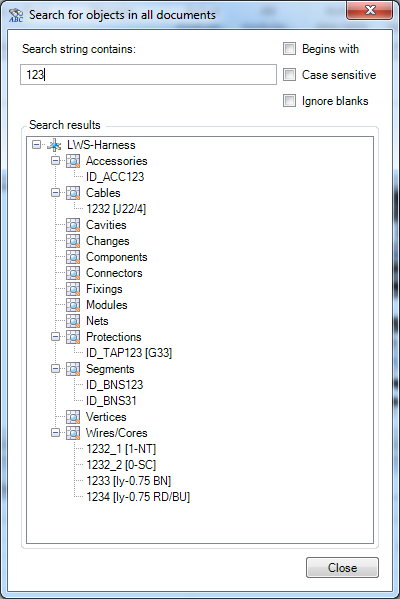 ABC Search for objects in all documents
Search string contains:
Begins with
123
Case sensitive
Ignore blanks
Search results
LWS-Harness
Accessories
ID_ACC123
Cables
1232 [J22/4]
Cavities
Changes
Components
Connectors
Fixings
Modules
Nets
Protections
ID_TAP123 [G33]
Segments
ID_BNS123
ID_BNS31
Vertices
Wires/Cores
1232_1 [1-NT]
1232_2 [0-SC]
1233 [ly-0.75 BN]
1234 [ly-0.75 RD/BU]
Close